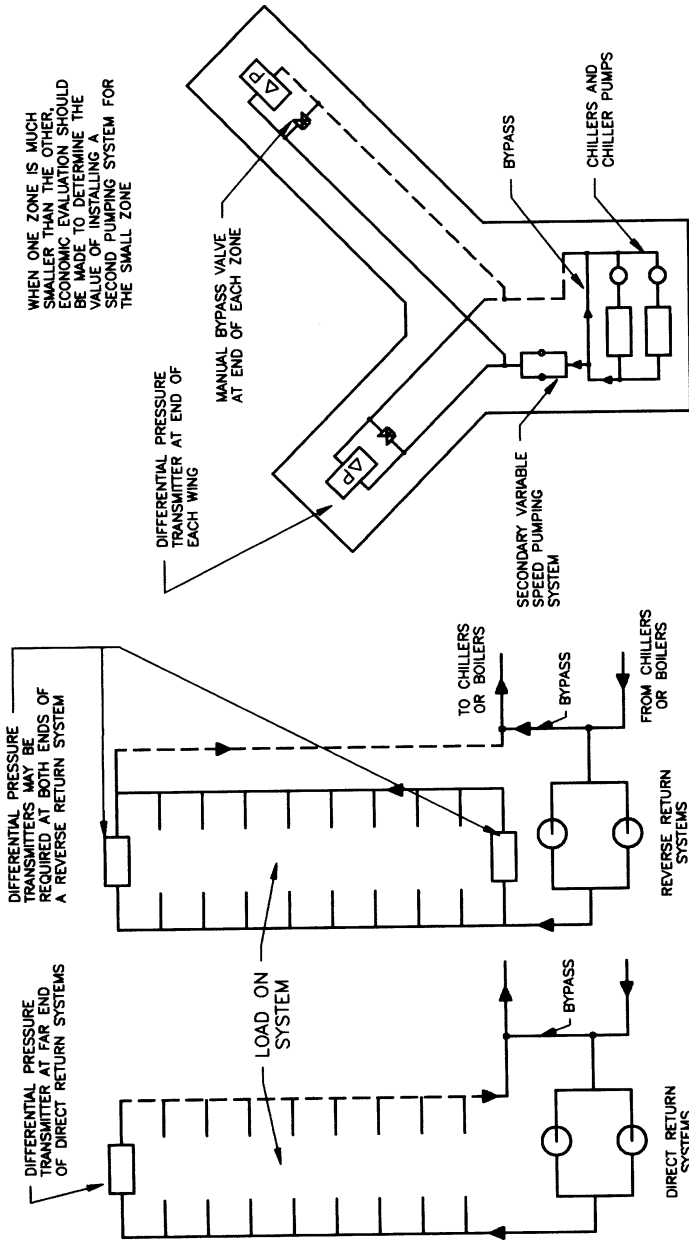 DIFFERENTIAL PRESSURE
TRANSMITTER AT FAR END
OF DIRECT RETURN SYSTEMS
LOAD ON
SYSTEM
BYPASS
DIRECT RETURN
SYSTEMS
DIFFERENTIAL PRESSURE
TRANSMITTERS MAY BE
REQUIRED AT BOTH ENDS OF
A REVERSE RETURN SYSTEM
TO CHILLERS
OR BOILERS
BYPASS
FROM CHILLERS
OR BOILERS
REVERSE RETURN
SYSTEMS
DIFFERENTIAL PRESSURE
TRANSMITTER AT END OF
EACH WING
ΔP
MANUAL BYPASS VALVE
AT END OF EACH ZONE
ΔP
WHEN ONE ZONE IS MUCH
SMALLER THAN THE OTHER,
ECONOMIC EVALUATION SHOULD
BE MADE TO DETERMINE THE
VALUE OF INSTALLING A
SECOND PUMPING SYSTEM FOR
THE SMALL ZONE
SECONDARY VARIABLE
SPEED PUMPING
SYSTEM
BYPASS
CHILLERS AND
CHILLER PUMPS